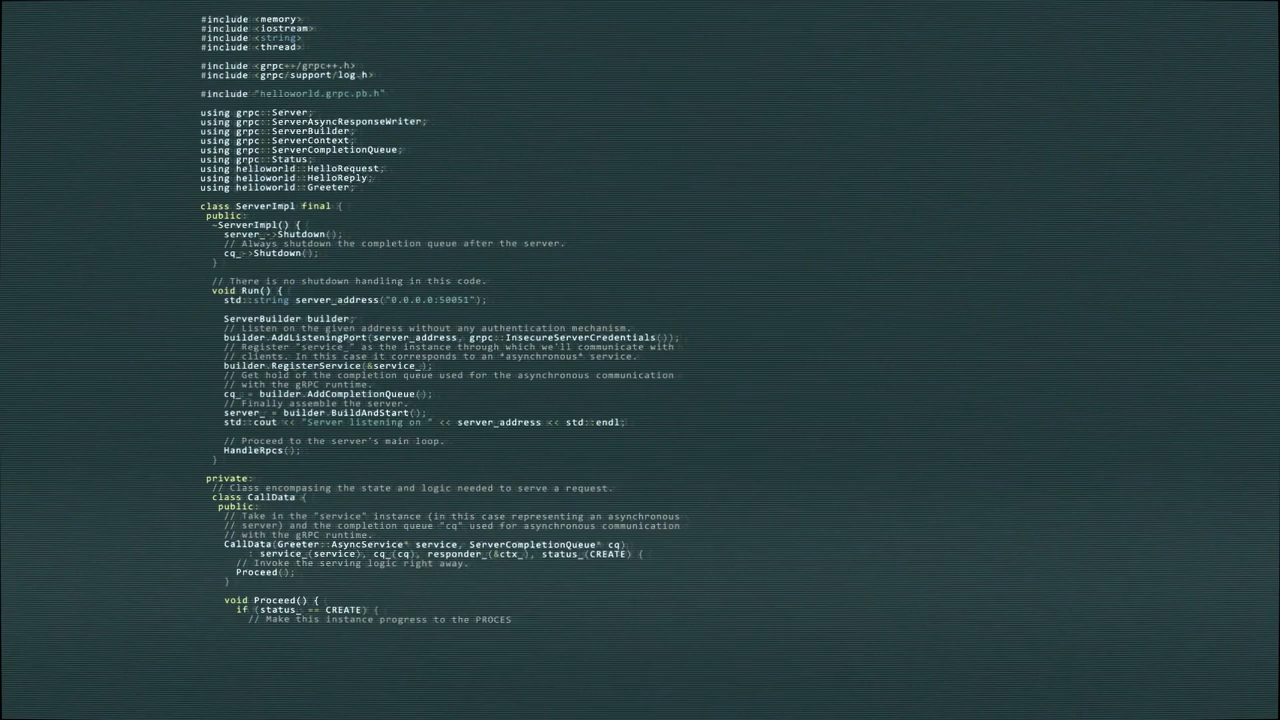 #include <memory>
#include <iostream>
#include <string>
#include <thread>
#include <grpc++/grpc++.h>
#include <grpc/support/log.h>
#include "helloworld.grpc.pb.h"
using grpc::Server;
using grpc::ServerAsyncResponseWriter;
using grpc::ServerBuilder;
using grpc::ServerContext;
using grpc::ServerCompletionQueue;
using grpc::Status;
using helloworld::HelloRequest;
using helloworld::HelloReply;
using helloworld::Greeter;
class ServerImpl final {
public:
~ServerImpl() {
server_->Shutdown();
// Always shutdown the completion queue after the server.
cq_->Shutdown();
}
// There is no shutdown handling in this code.
void Run() {
std::string server_address("0.0.0.0:50051");
ServerBuilder builder;
// Listen on the given address without any authentication mechanism.
builder.AddListeningPort(server_address, grpc::InsecureServerCredentials());
// Register "service_" as the instance through which we'll communicate with
// clients. In this case it corresponds to an *asynchronous* service.
builder.RegisterService(&service_);
// Get hold of the completion queue used for the asynchronous communication
// with the gRPC runtime.
cq_ = builder.AddCompletionQueue();
// Finally assemble the server.
server_ = builder.BuildAndStart();
std::cout << "Server listening on " << server_address << std::endl;
// Proceed to the server's main loop.
HandleRpcs();
}
private:
// Class encompasing the state and logic needed to serve a request.
class CallData {
public:
// Take in the "service" instance (in this case representing an asynchronous
// server) and the completion queue "cq" used for asynchronous communication
// with the gRPC runtime.
CallData(Greeter::AsyncService* service, ServerCompletionQueue* cq)
: service_(service), cq_(cq), responder_(&ctx_), status_(CREATE) {
// Invoke the serving logic right away.
Proceed();
}
void Proceed() {
if (status_ == CREATE) {
// Make this instance progress to the PROCES